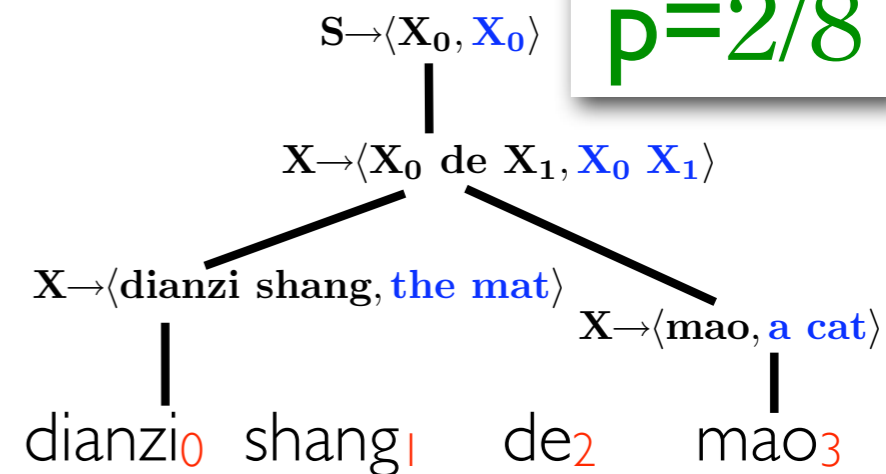 S→⟨X₀, X₀⟩
p=2/8
X→⟨X₀ de X₁, X₀ X₁⟩
X→⟨dianzi shang, the mat⟩
X→⟨mao, a cat⟩
dianzi₀ shang₁ de₂ mao₃